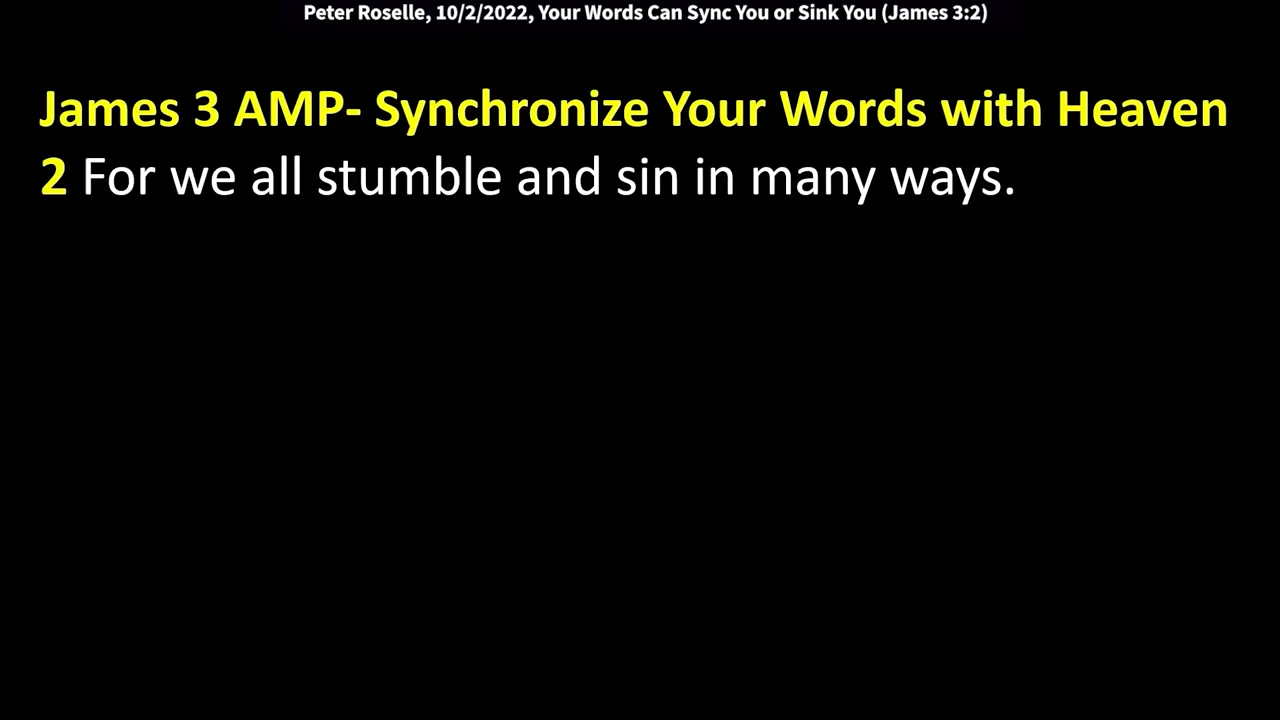 Peter Roselle, 10/2/2022, Your Words Can Sync You or Sink You (James 3:2)
James 3 AMP- Synchronize Your Words with Heaven
2 For we all stumble and sin in many ways.